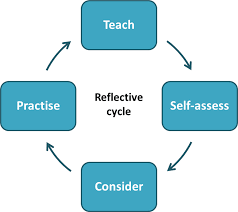 Teach
Practise
Reflective
cycle
Self-assess
Consider